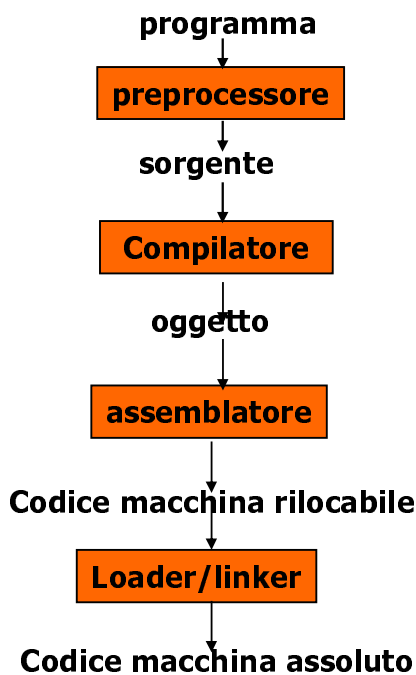 programma
preprocessore
sorgente
Compilatore
oggetto
assemblatore
Codice macchina rilocabile
Loader/linker
Codice macchina assoluto